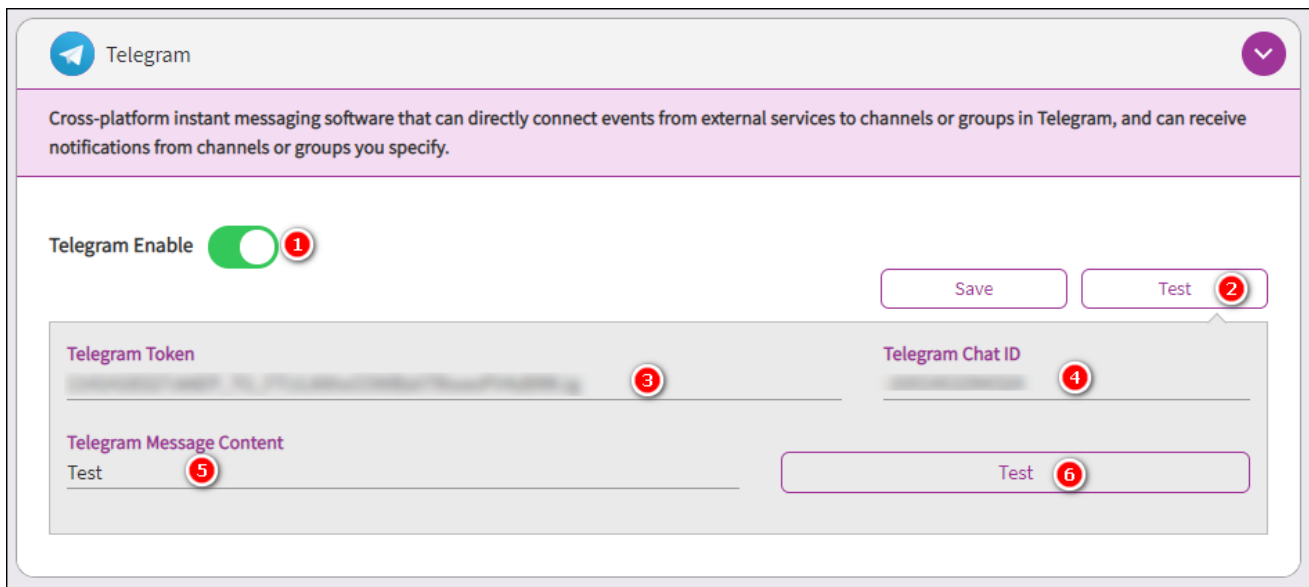 Telegram
Cross-platform instant messaging software that can directly connect events from external services to channels or groups in Telegram, and can receive
notifications from channels or groups you specify.
Telegram Enable 1
Save Test 2
Telegram Token Telegram Chat ID
3 4
Telegram Message Content
Test 5 Test 6